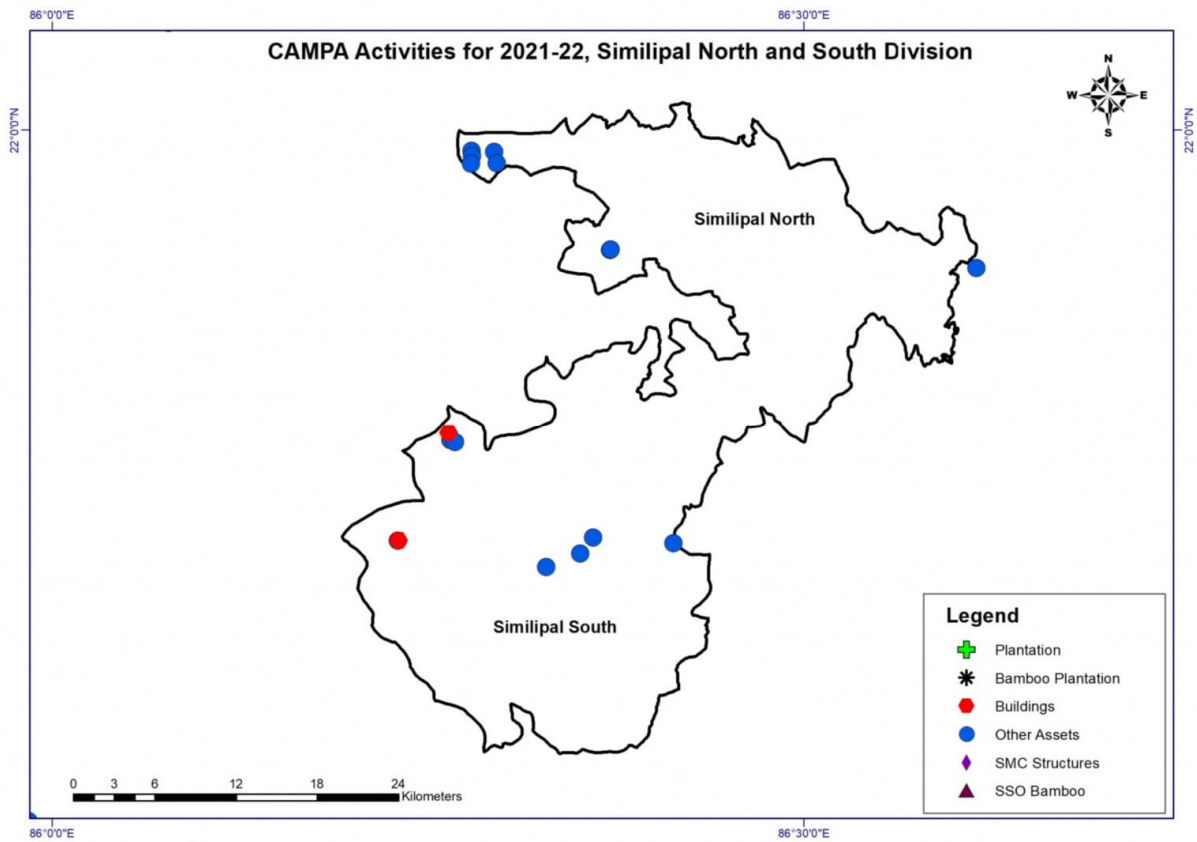 86°0'0"E 86°30'0"E
CAMPA Activities for 2021-22, Similipal North and South Division
N
W E
S
22°0'0"N 22°0'0"N
Similipal North
Similipal South
Legend
Plantation
Bamboo Plantation
Buildings
Other Assets
SMC Structures
SSO Bamboo
0 3 6 12 18 24
Kilometers
86°0'0"E 86°30'0"E